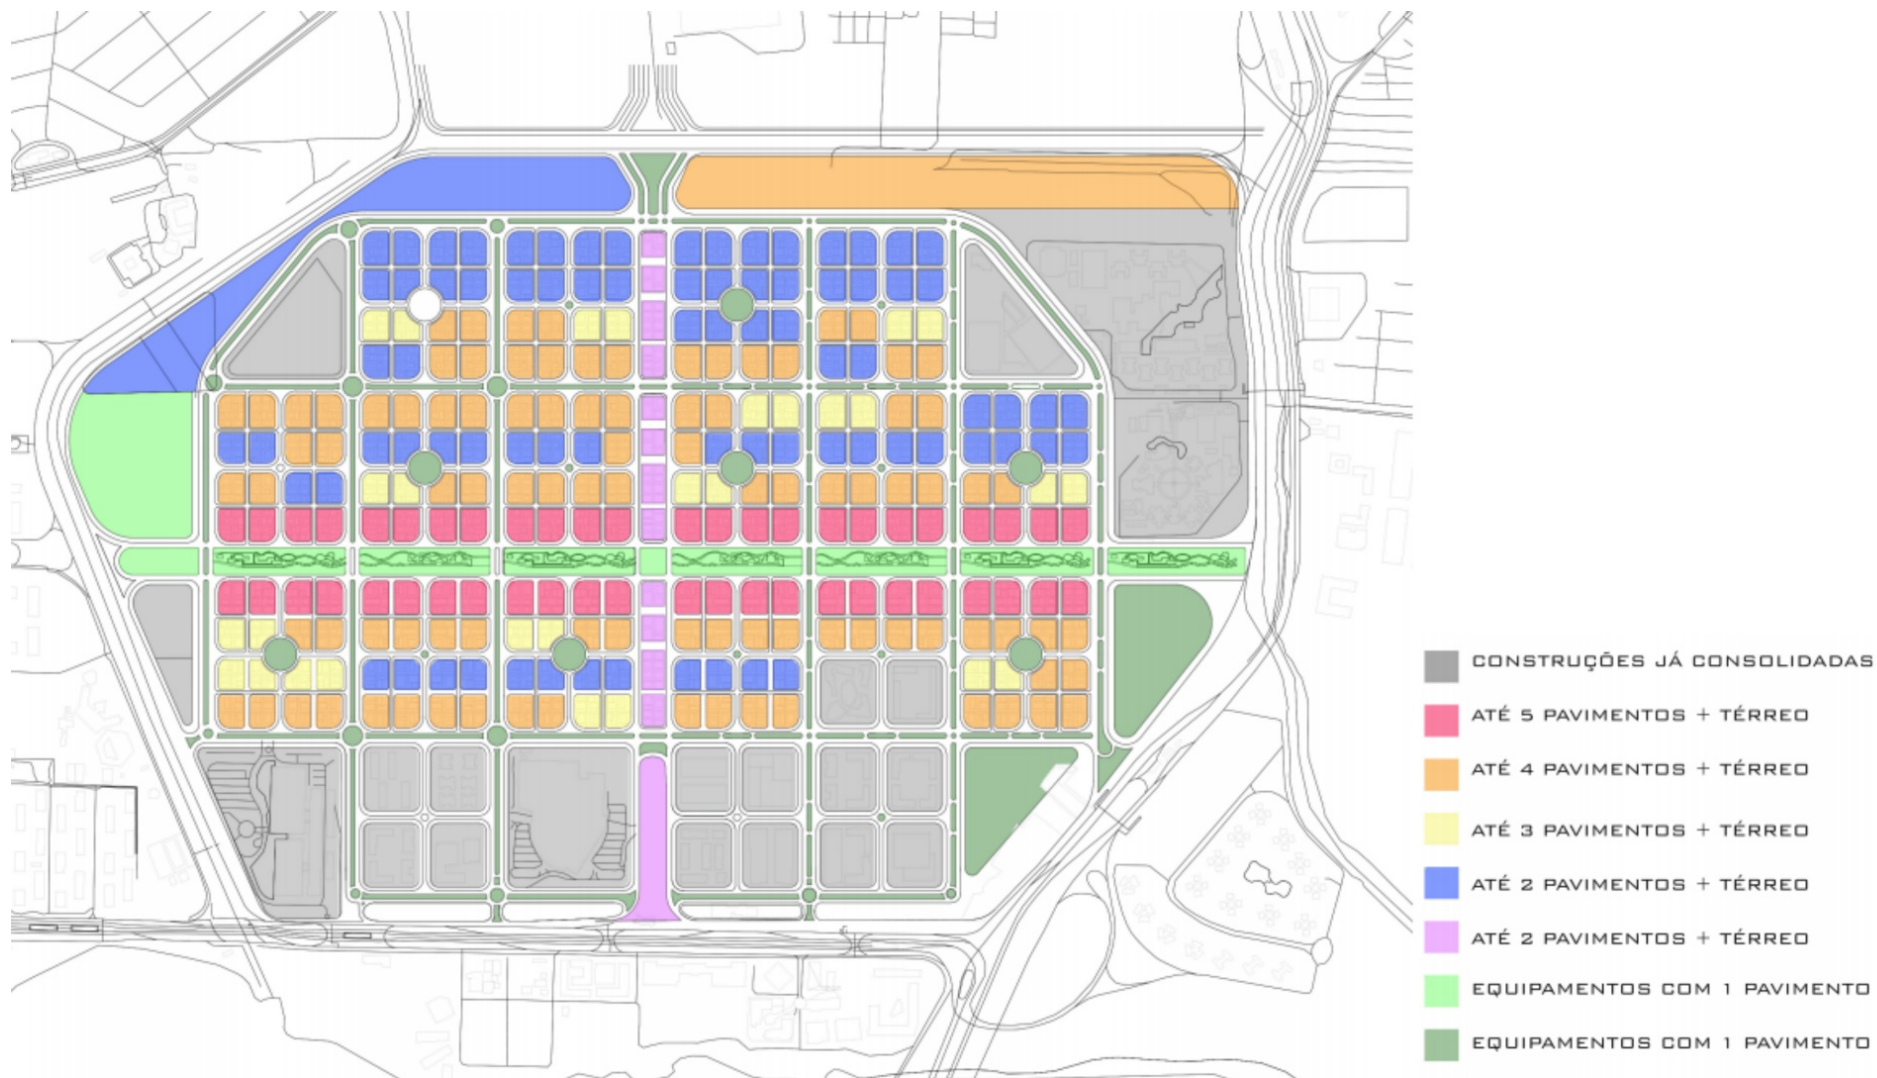 CONSTRUÇÕES JÁ CONSOLIDADAS
ATÉ 5 PAVIMENTOS + TÉRREO
ATÉ 4 PAVIMENTOS + TÉRREO
ATÉ 3 PAVIMENTOS + TÉRREO
ATÉ 2 PAVIMENTOS + TÉRREO
ATÉ 2 PAVIMENTOS + TÉRREO
EQUIPAMENTOS COM 1 PAVIMENTO
EQUIPAMENTOS COM 1 PAVIMENTO